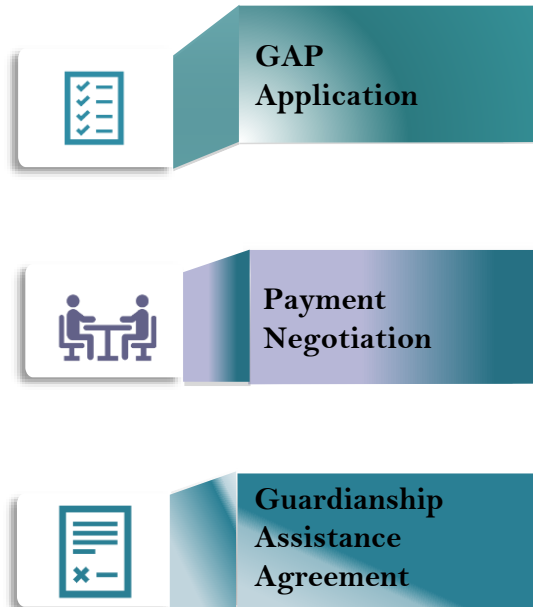 GAP
Application
Payment
Negotiation
Guardianship
Assistance
Agreement